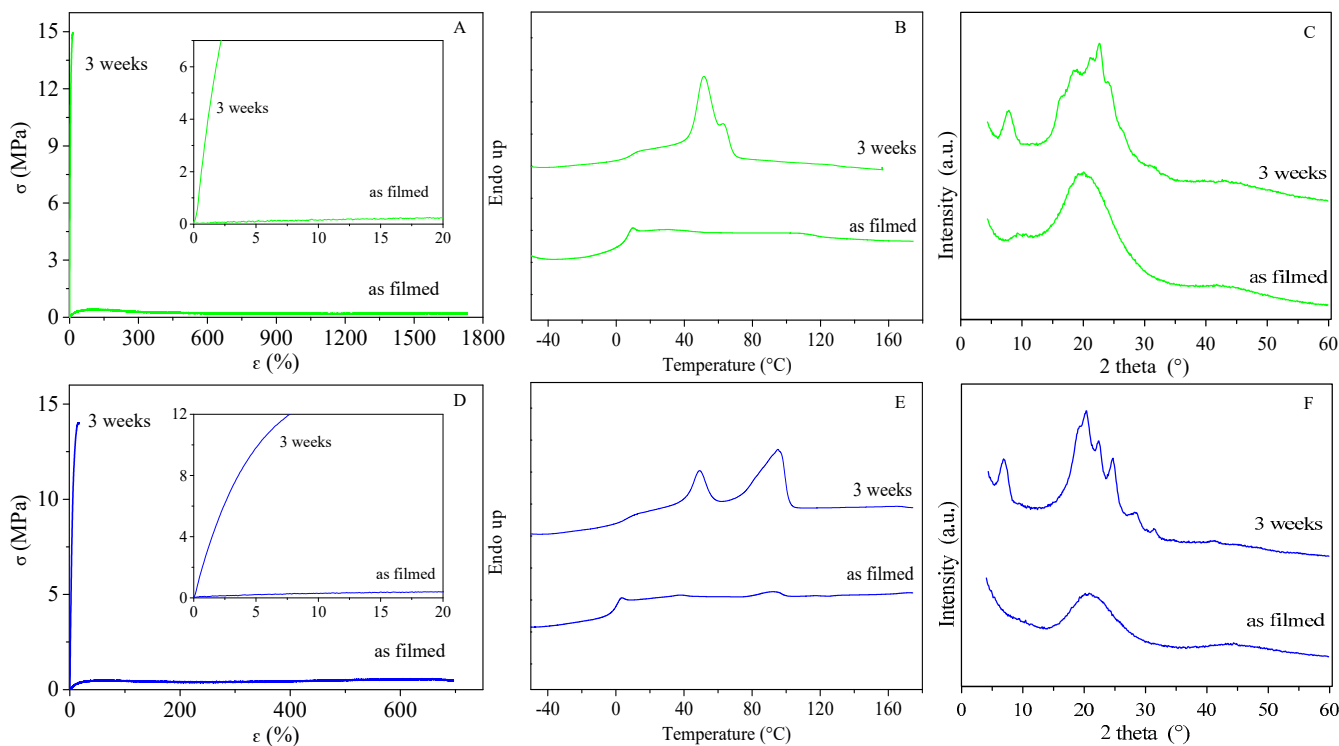 A
σ (MPa)
15
12
9
6
3
0
3 weeks
as filmed
6
4
2
0
3 weeks
as filmed
0 5 10 15 20
0 300 600 900 1200 1500 1800
ε (%)
B
Endo up
3 weeks
as filmed
-40 0 40 80 120 160
Temperature (°C)
C
Intensity (a.u.)
3 weeks
as filmed
0 10 20 30 40 50 60
2 theta (°)
D
σ (MPa)
15
10
5
0
3 weeks
as filmed
12
8
4
0
3 weeks
as filmed
0 5 10 15 20
0 200 400 600
ε (%)
E
Endo up
3 weeks
as filmed
-40 0 40 80 120 160
Temperature (°C)
F
Intensity (a.u.)
3 weeks
as filmed
0 10 20 30 40 50 60
2 theta (°)